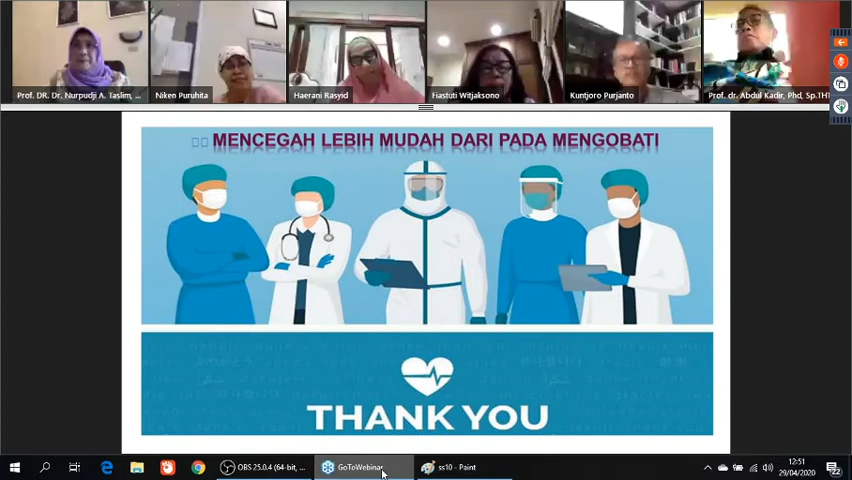 Prof. DR. Dr. Nurpudji A. Taslim, ...
Niken Puruhita
Haerani Rasyid
Fiastuti Witjaksono
Kuntjoro Purjanto
Prof. dr. Abdul Kadir, Phd, Sp.THT
MENCEGAH LEBIH MUDAH DARI PADA MENGOBATI
THANK YOU
OBS 25.0.4 (64-bit, ...
GoToWebinar
ss10 - Paint
12:51
29/04/2020
22